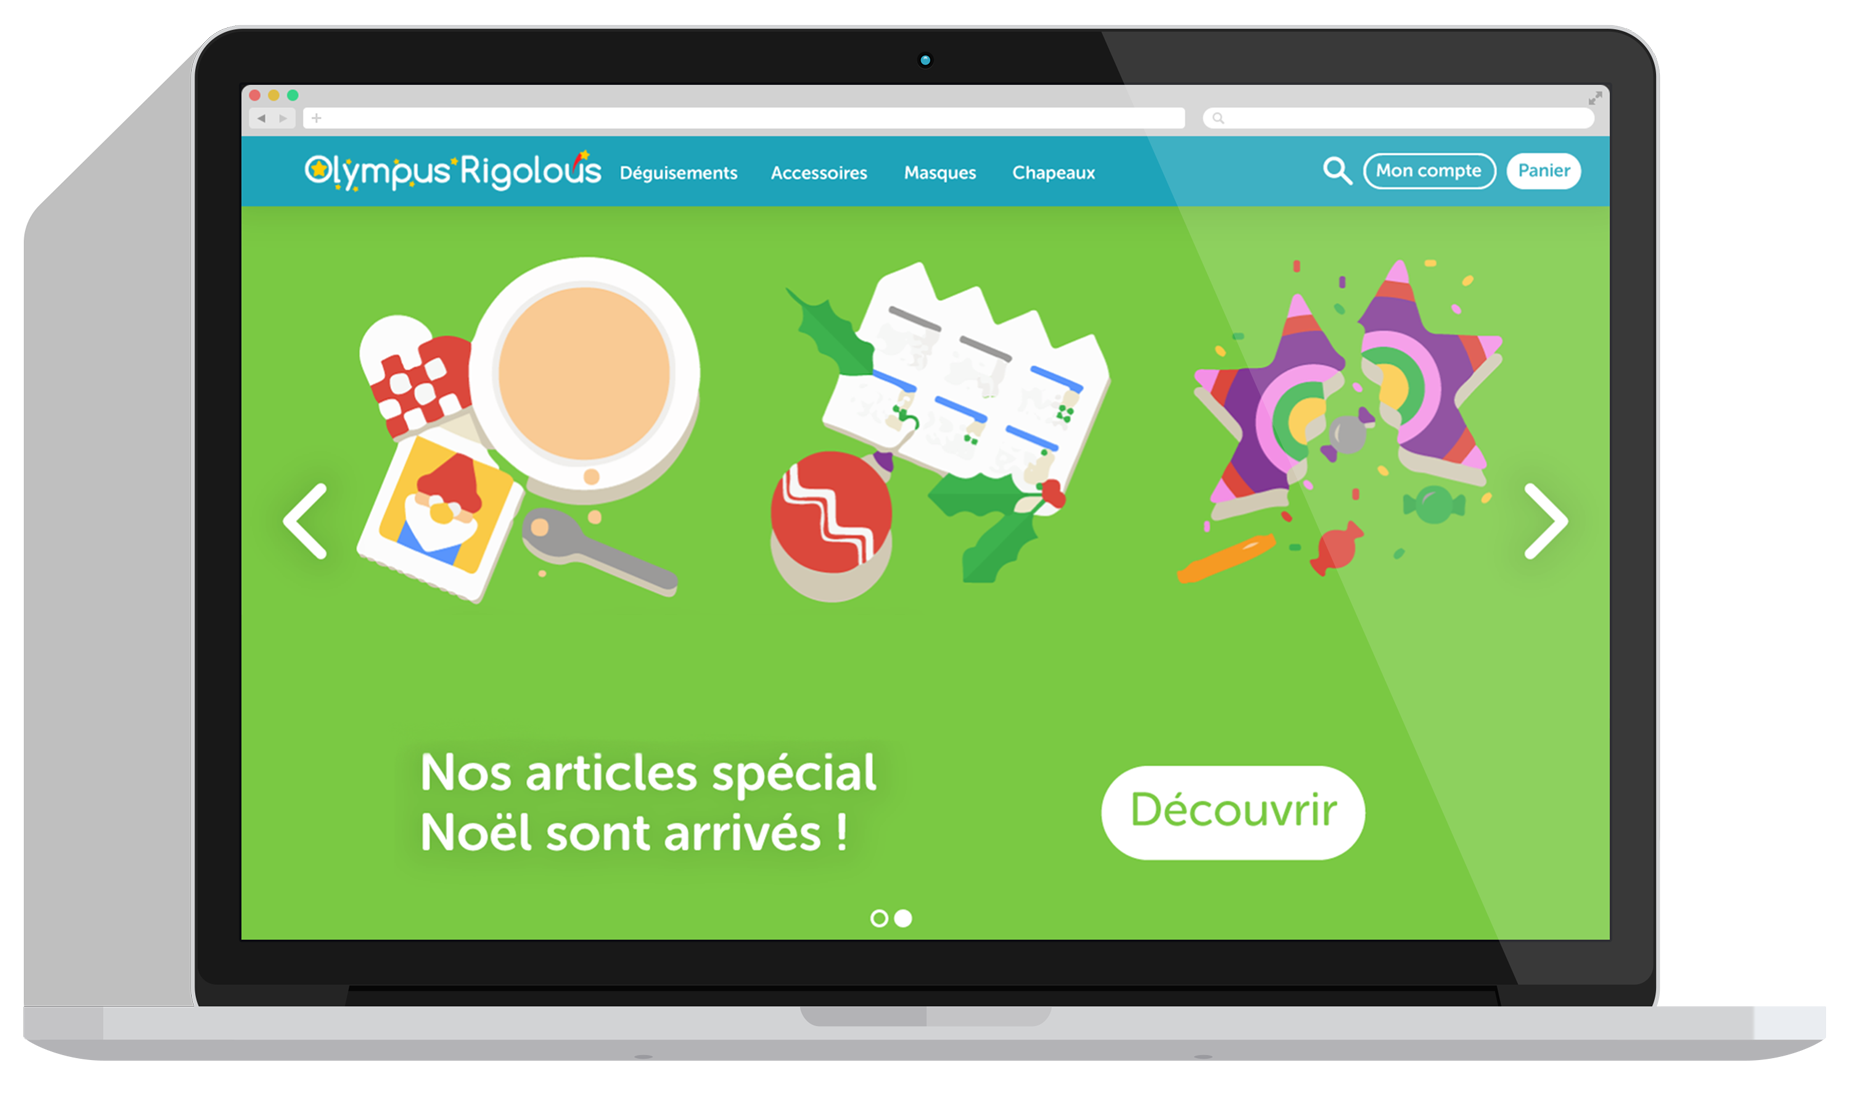 Olympus Rigolous
Déguisements
Accessoires
Masques
Chapeaux
Mon compte
Panier
Nos articles spécial
Noël sont arrivés !
Découvrir